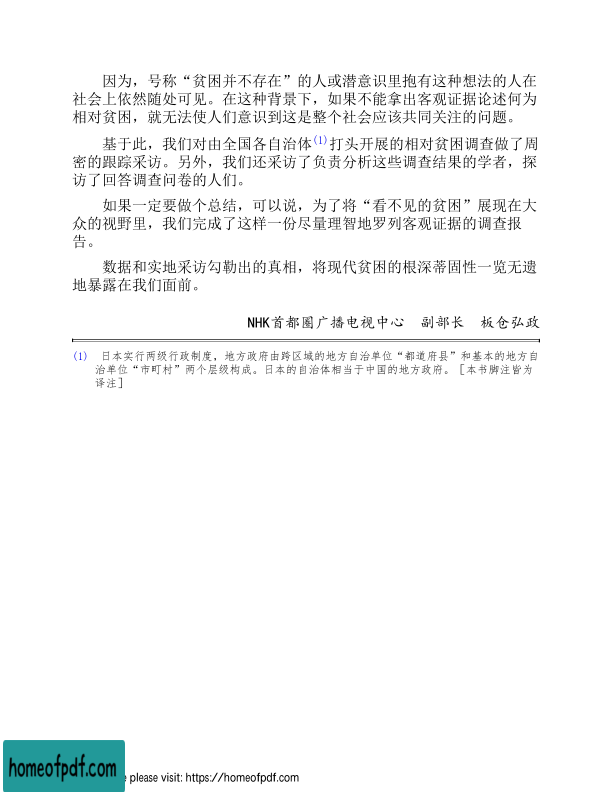 因为，号称“贫困并不存在”的人或潜意识里抱有这种想法的人在
社会上依然随处可见。在这种背景下，如果不能拿出客观证据论述何为
相对贫困，就无法使人们意识到这是整个社会应该共同关注的问题。
基于此，我们对由全国各自治体(1)打头开展的相对贫困调查做了周
密的跟踪采访。另外，我们还采访了负责分析这些调查结果的学者，探
访了回答调查问卷的人们。
如果一定要做个总结，可以说，为了将“看不见的贫困”展现在大
众的视野里，我们完成了这样一份尽量理智地罗列客观证据的调查报
告。
数据和实地采访勾勒出的真相，将现代贫困的根深蒂固性一览无遗
地暴露在我们面前。
NHK首都圈广播电视中心　副部长　板仓弘政
(1) 日本实行两级行政制度，地方政府由跨区域的地方自治单位“都道府县”和基本的地方自
治单位“市町村”两个层级构成。日本的自治体相当于中国的地方政府。［本书脚注皆为
译注］
homeofpdf.com
e please visit: https://homeofpdf.com